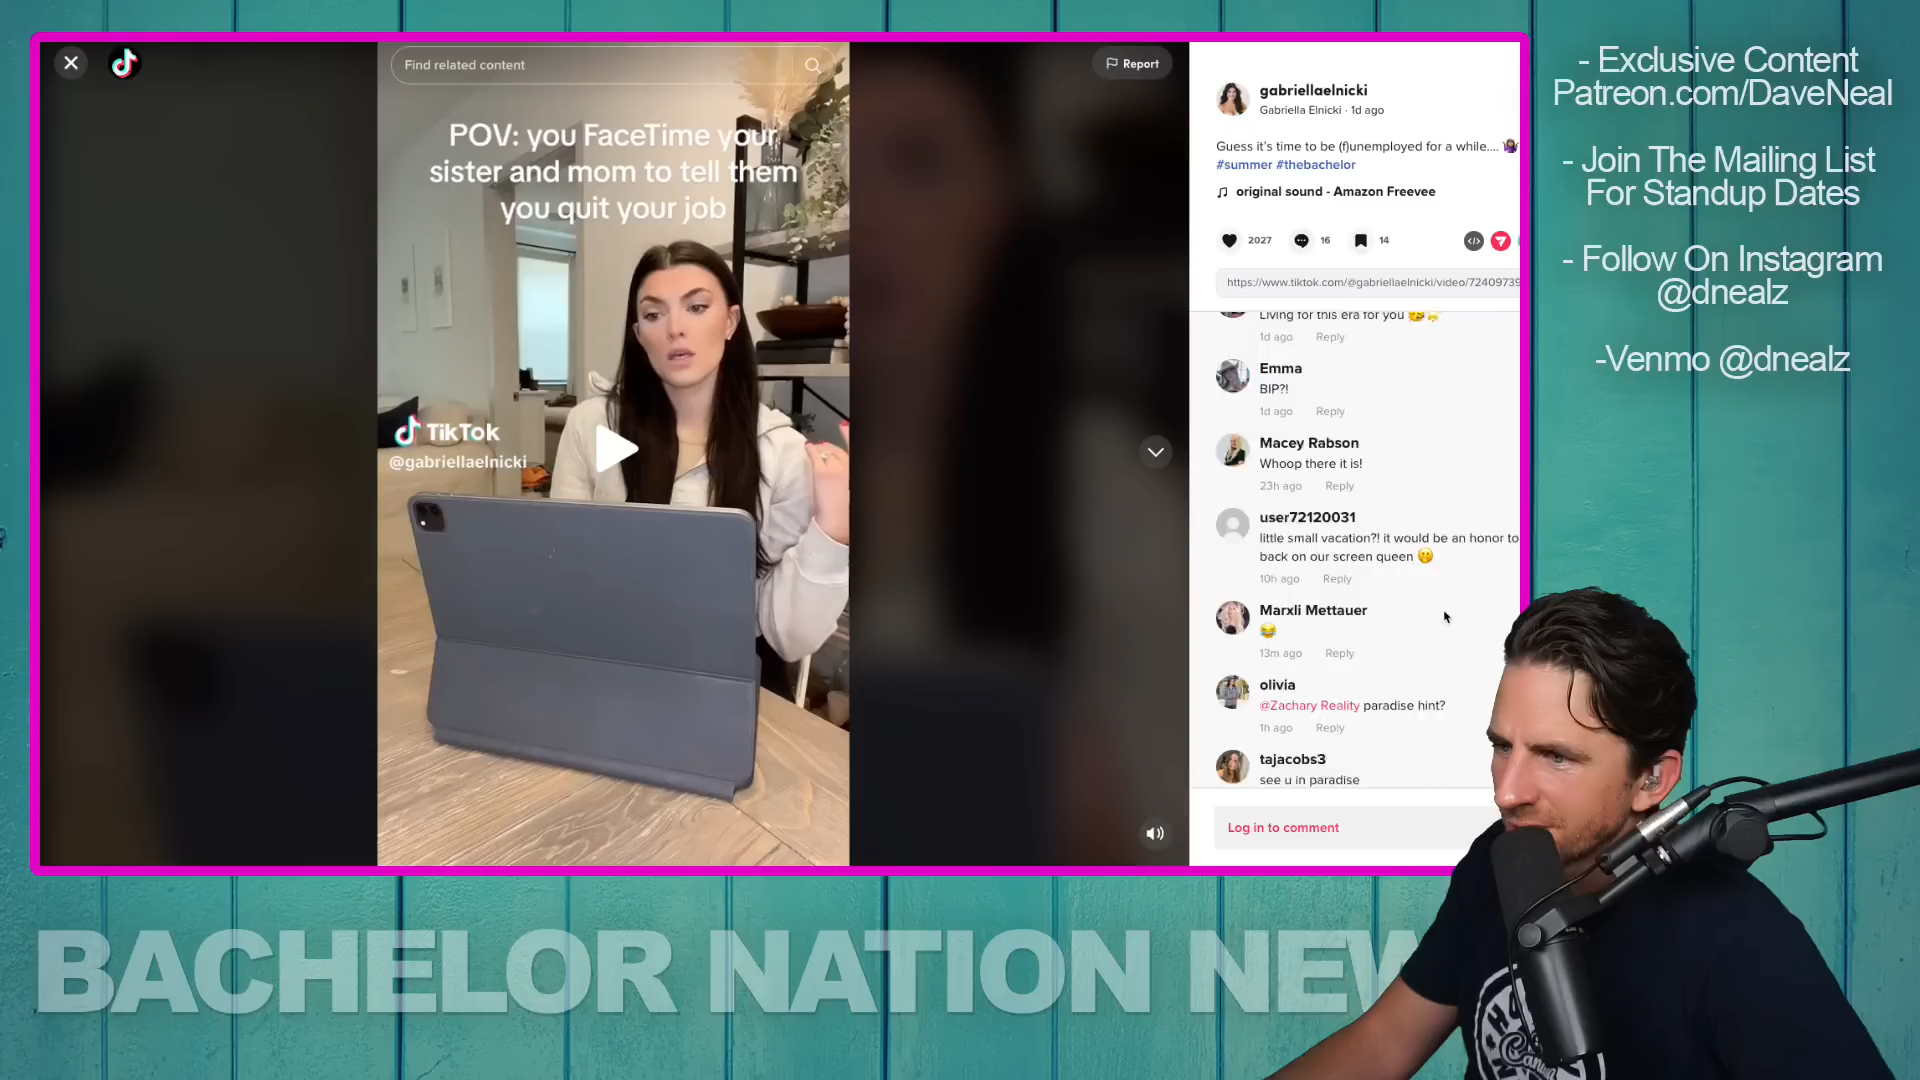 Find related content
Report
POV: you FaceTime your
sister and mom to tell them
you quit your job
TikTok
@gabriellaelnicki
gabriellaelnicki
Gabriella Elnicki · 1d ago
Guess it's time to be (f)unemployed for a while....
#summer #thebachelor
original sound - Amazon Freevee
2027
16
14
https://www.tiktok.com/@gabriellaelnicki/video/72409739
Living for this era for you
1d ago
Reply
Emma
BIP?!
1d ago
Reply
Macey Rabson
Whoop there it is!
23h ago
Reply
user72120031
little small vacation?! it would be an honor to
back on our screen queen
10h ago
Reply
Marxli Mettauer
😂
13m ago
Reply
olivia
@Zachary Reality paradise hint?
1h ago
Reply
tajacobs3
see u in paradise
Log in to comment
- Exclusive Content
Patreon.com/DaveNeal
- Join The Mailing List
For Standup Dates
- Follow On Instagram
@dnealz
-Venmo @dnealz
BACHELOR NATION NEW